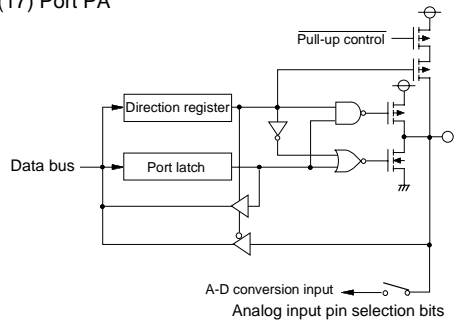 (17) Port PA
Pull-up control
Direction register
Data bus
Port latch
A-D conversion input
Analog input pin selection bits